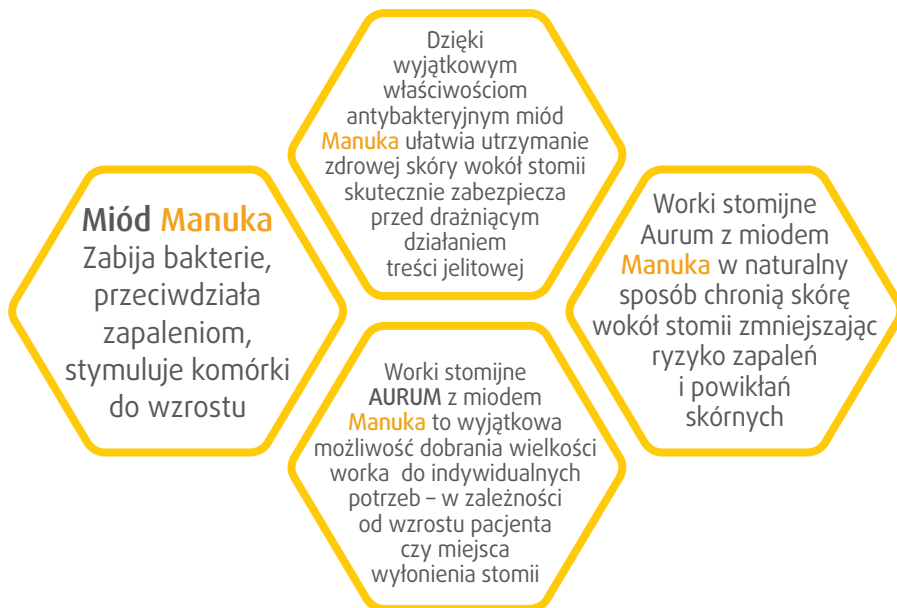 Miód Manuka
Zabija bakterie,
przeciwdziała
zapaleniom,
stymuluje komórki
do wzrostu
Dzięki
wyjątkowym
właściwościom
antybakteryjnym miód
Manuka ułatwia utrzymanie
zdrowej skóry wokół stomii
skutecznie zabezpiecza
przed drażniącym
działaniem
treści jelitowej
Worki stomijne
AURUM z miodem
Manuka to wyjątkowa
możliwość dobrania wielkości
worka do indywidualnych
potrzeb – w zależności
od wzrostu pacjenta
czy miejsca
wyłonienia stomii
Worki stomijne
Aurum z miodem
Manuka w naturalny
sposób chronią skórę
wokół stomii zmniejszając
ryzyko zapaleń
i powikłań
skórnych